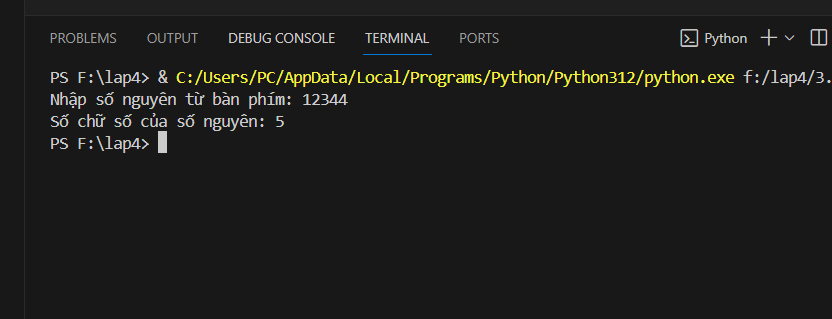 PROBLEMS OUTPUT DEBUG CONSOLE TERMINAL PORTS Python
PS F:\lap4> & C:/Users/PC/AppData/Local/Programs/Python/Python312/python.exe f:/lap4/3.
Nhập số nguyên từ bàn phím: 12344
Số chữ số của số nguyên: 5
PS F:\lap4>